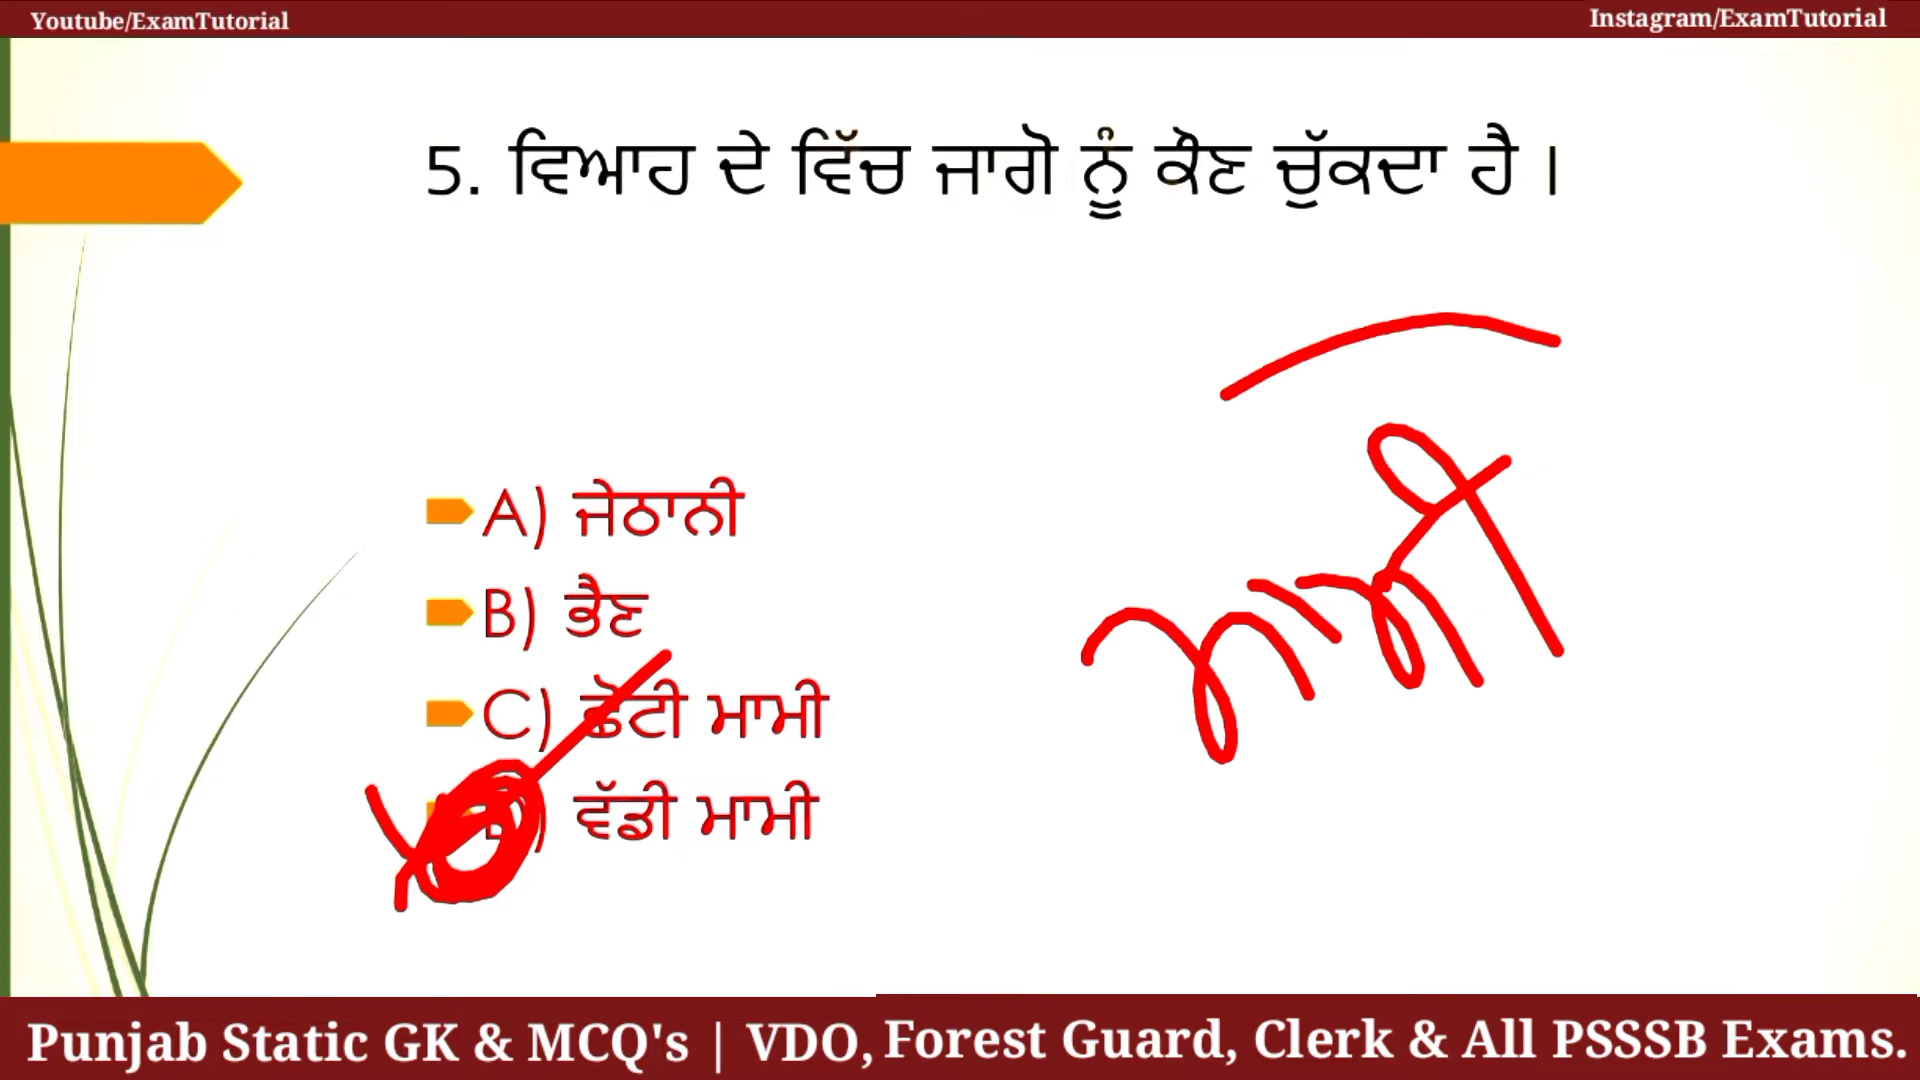 Youtube/ExamTutorial
Instagram/ExamTutorial
5. ਵਿਆਹ ਦੇ ਵਿੱਚ ਜਾਗੋ ਨੂੰ ਕੌਣ ਚੁੱਕਦਾ ਹੈ ।
A) ਜੇਠਾਨੀ
B) ਭੈਣ
C) ਛੋਟੀ ਮਾਮੀ
D) ਵੱਡੀ ਮਾਮੀ
ਮਾਮੀ
Punjab Static GK & MCQ's | VDO, Forest Guard, Clerk & All PSSSB Exams.